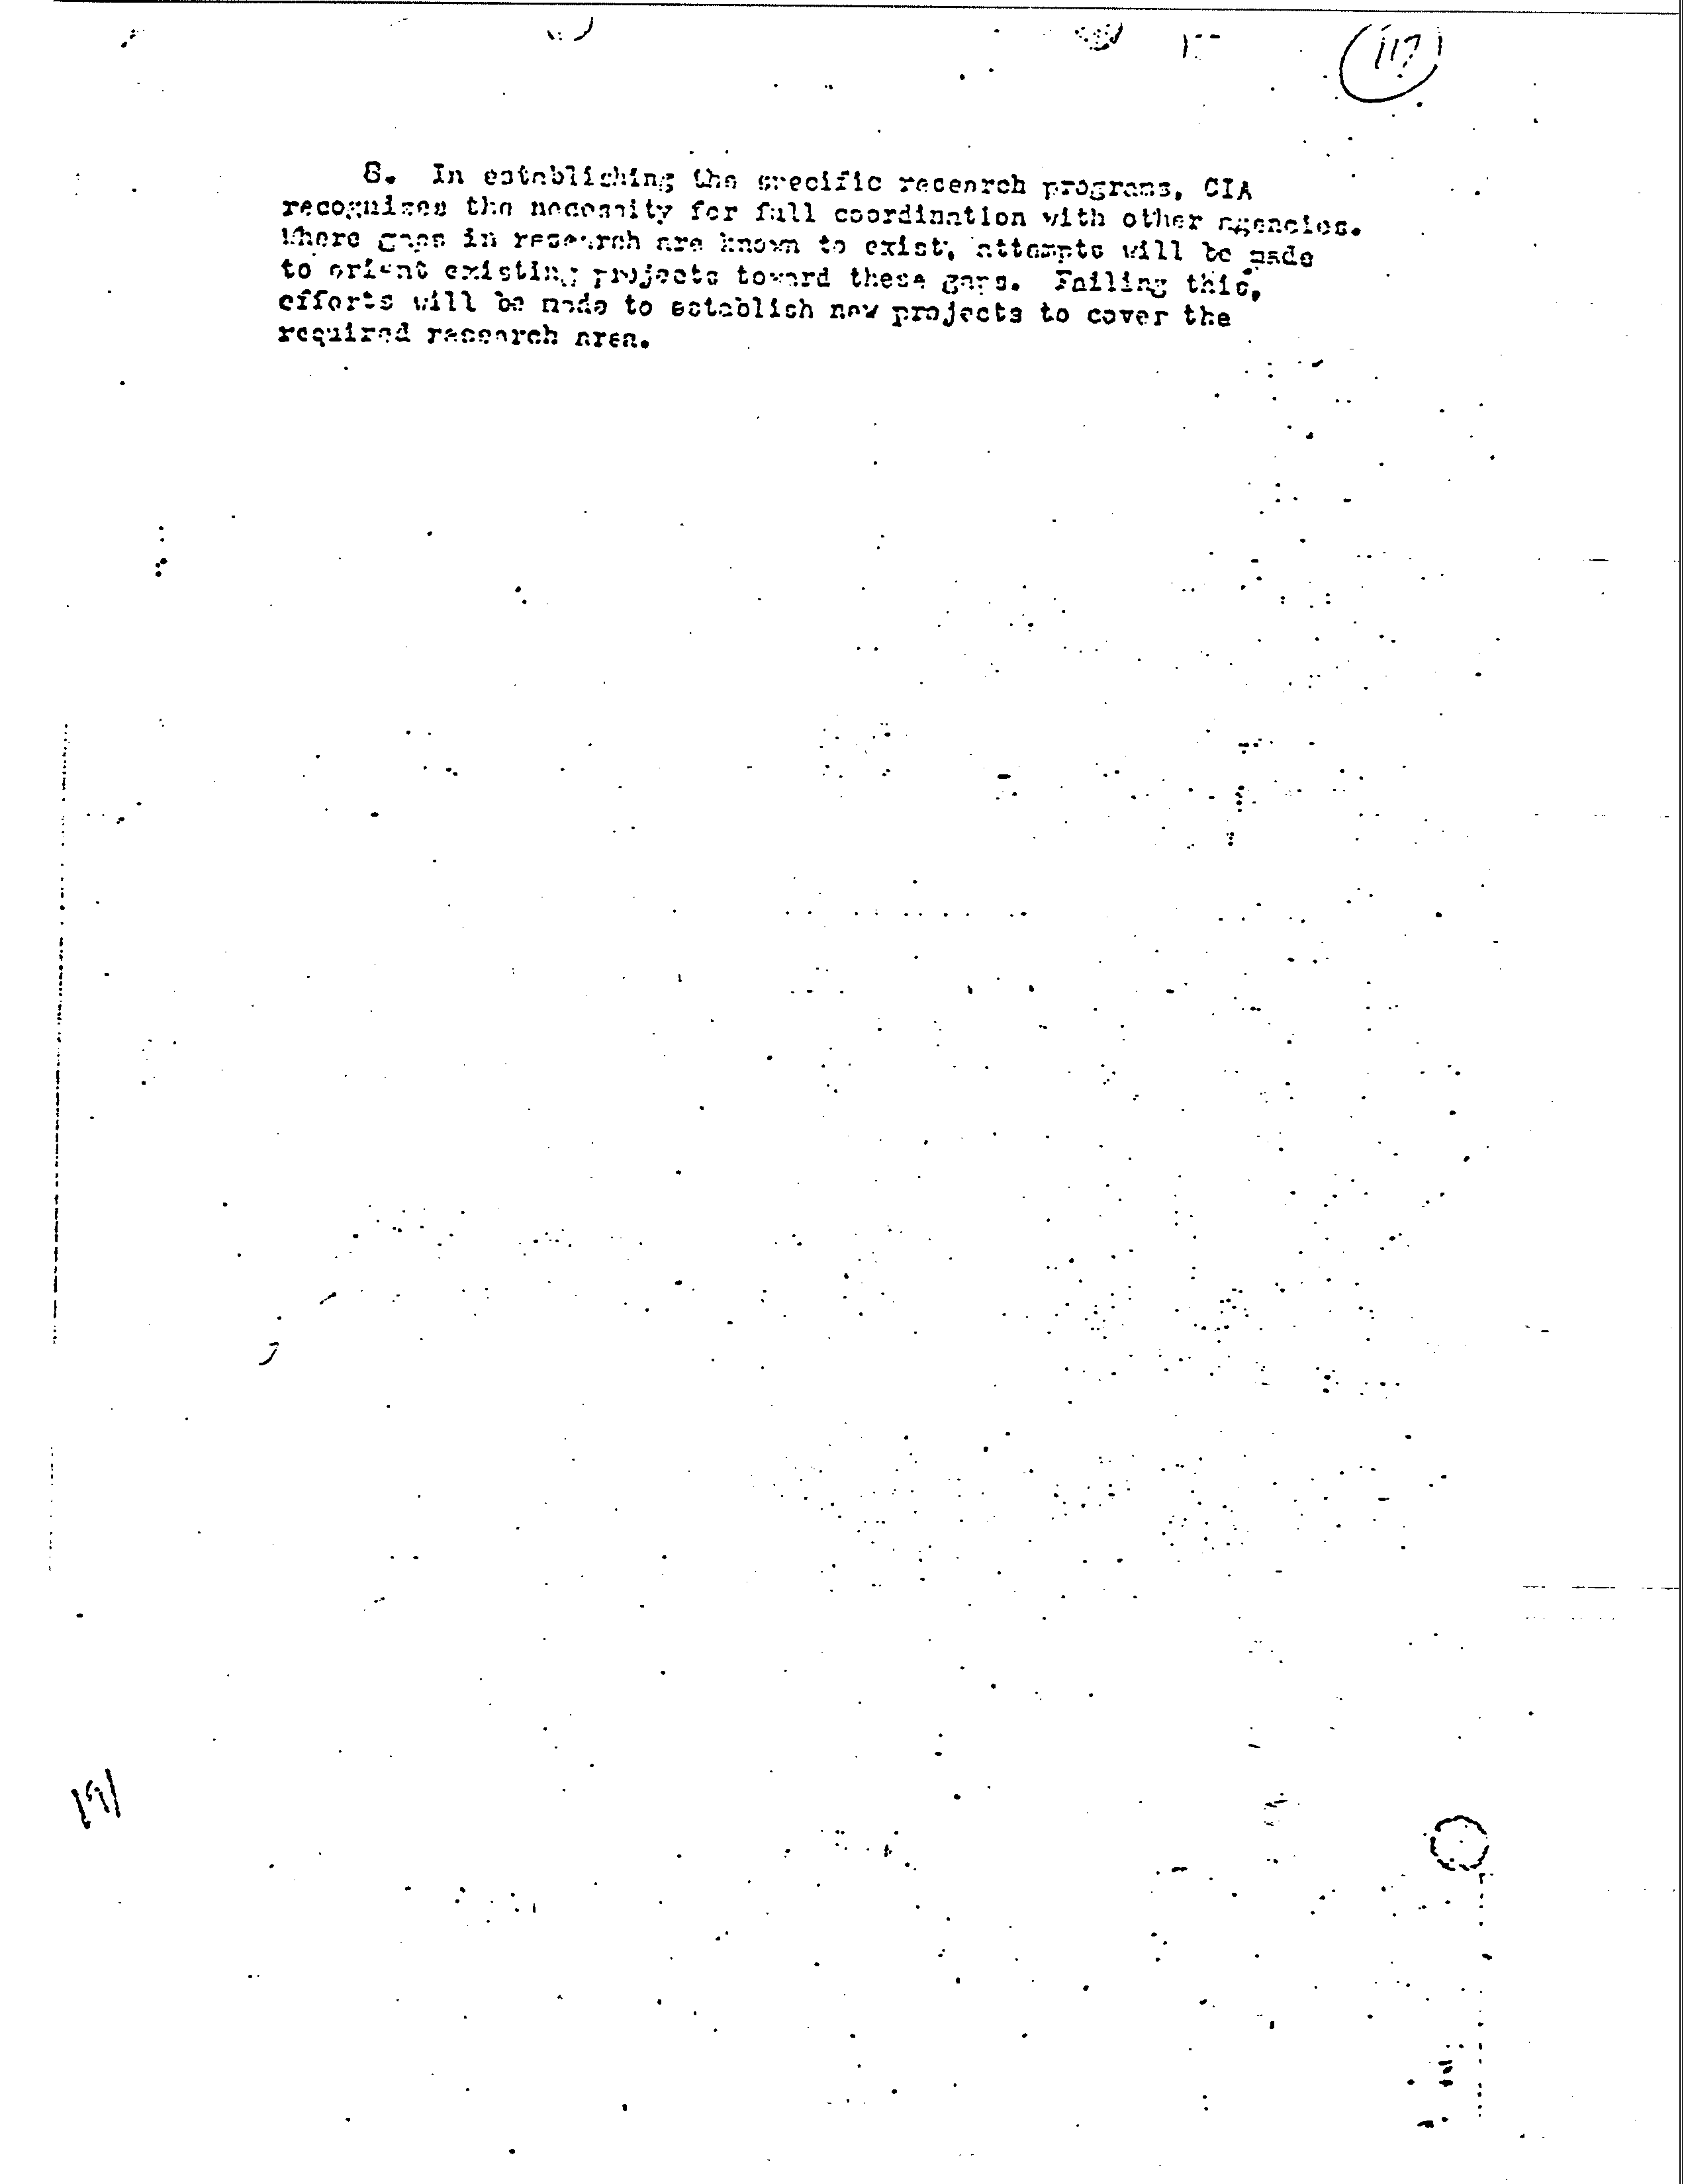 117
8. In establishing the specific research programs, CIA
recognizes the necessity for full coordination with other agencies.
Where gaps in research are known to exist, attempts will be made
to orient existing projects toward these gaps. Failing this,
efforts will be made to establish new projects to cover the
required research area.